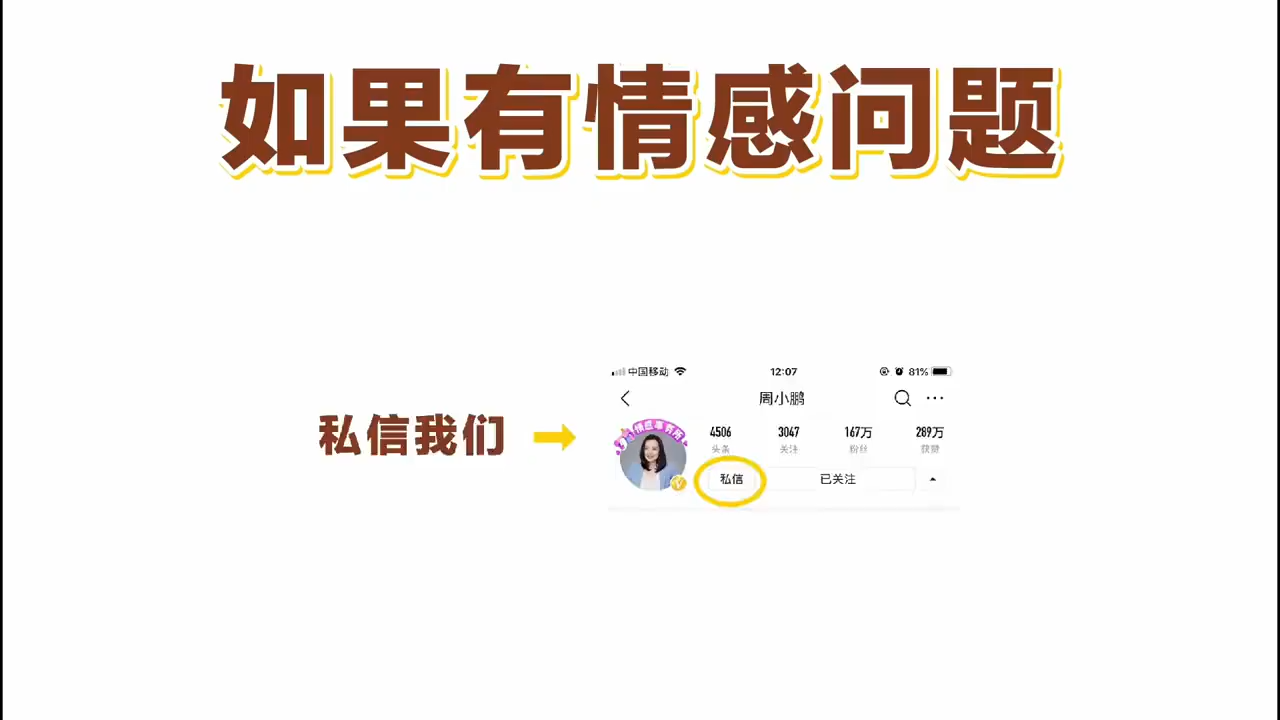 如果有情感问题
私信我们
中国移动 12:07 81%
周小鹏
4506 3047 167万 289万
头条 关注 粉丝 获赞
私信 已关注